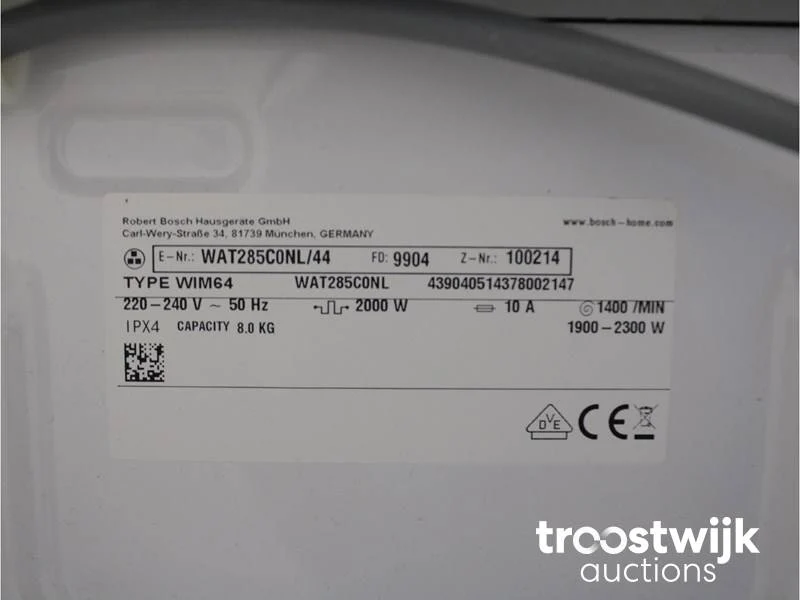 Robert Bosch Hausgeräte GmbH www.bosch-home.com
Carl-Wery-Straße 34, 81739 München, GERMANY
E-Nr.: WAT285C0NL/44 FD: 9904 Z-Nr.: 100214
TYPE WIM64 WAT285C0NL 439040514378002147
220-240 V ~ 50 Hz 2000 W 10 A 1400 /MIN
IPX4 CAPACITY 8.0 KG 1900-2300 W
DVE CE
troostwijk
auctions